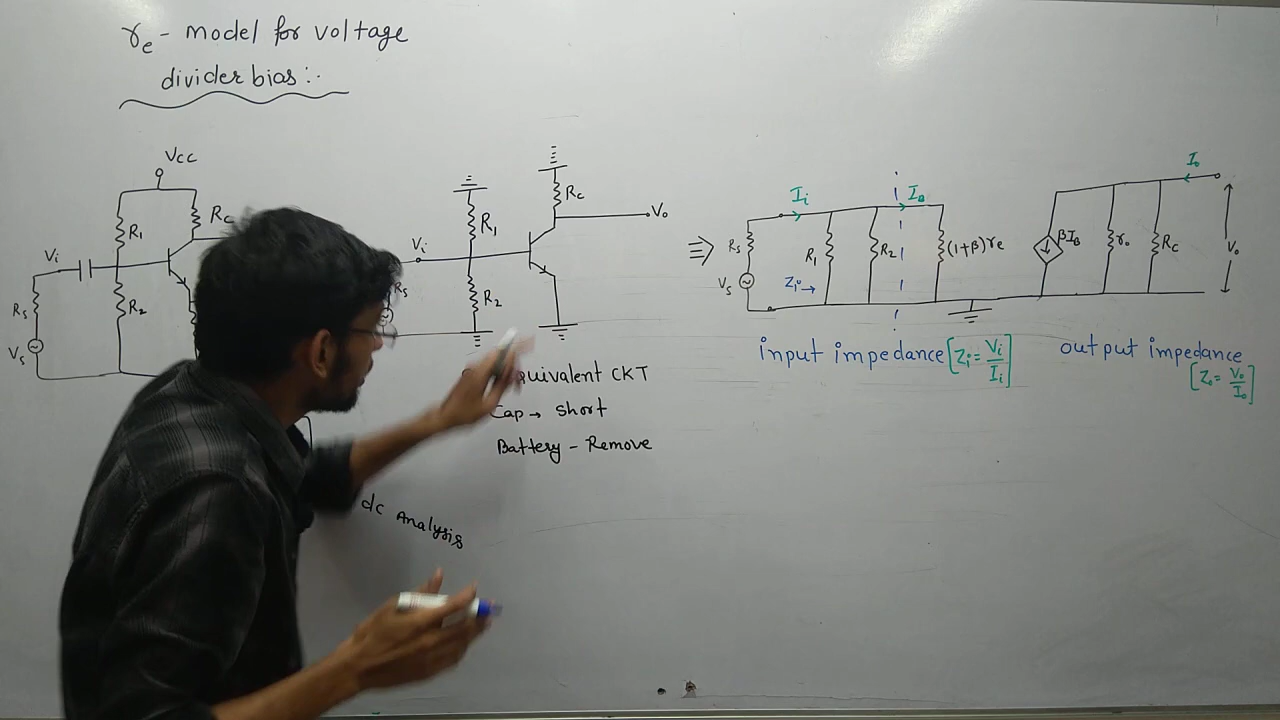 re - model for voltage
divider bias :-
Vcc
R1
Rc
Vi
R2
Rs
Vs
R1
Rc
Vo
Vi
R2
Rs
equivalent CKT
Cap → short
Battery - Remove
dc Analysis
⇒
Ii
IB
Rs
Vs
R1
R2
(1+β)re
Zi →
βIB
ro
Rc
Io
Vo
input impedance [Zi = Vi/Ii]
output impedance
[Zo = Vo/Io]